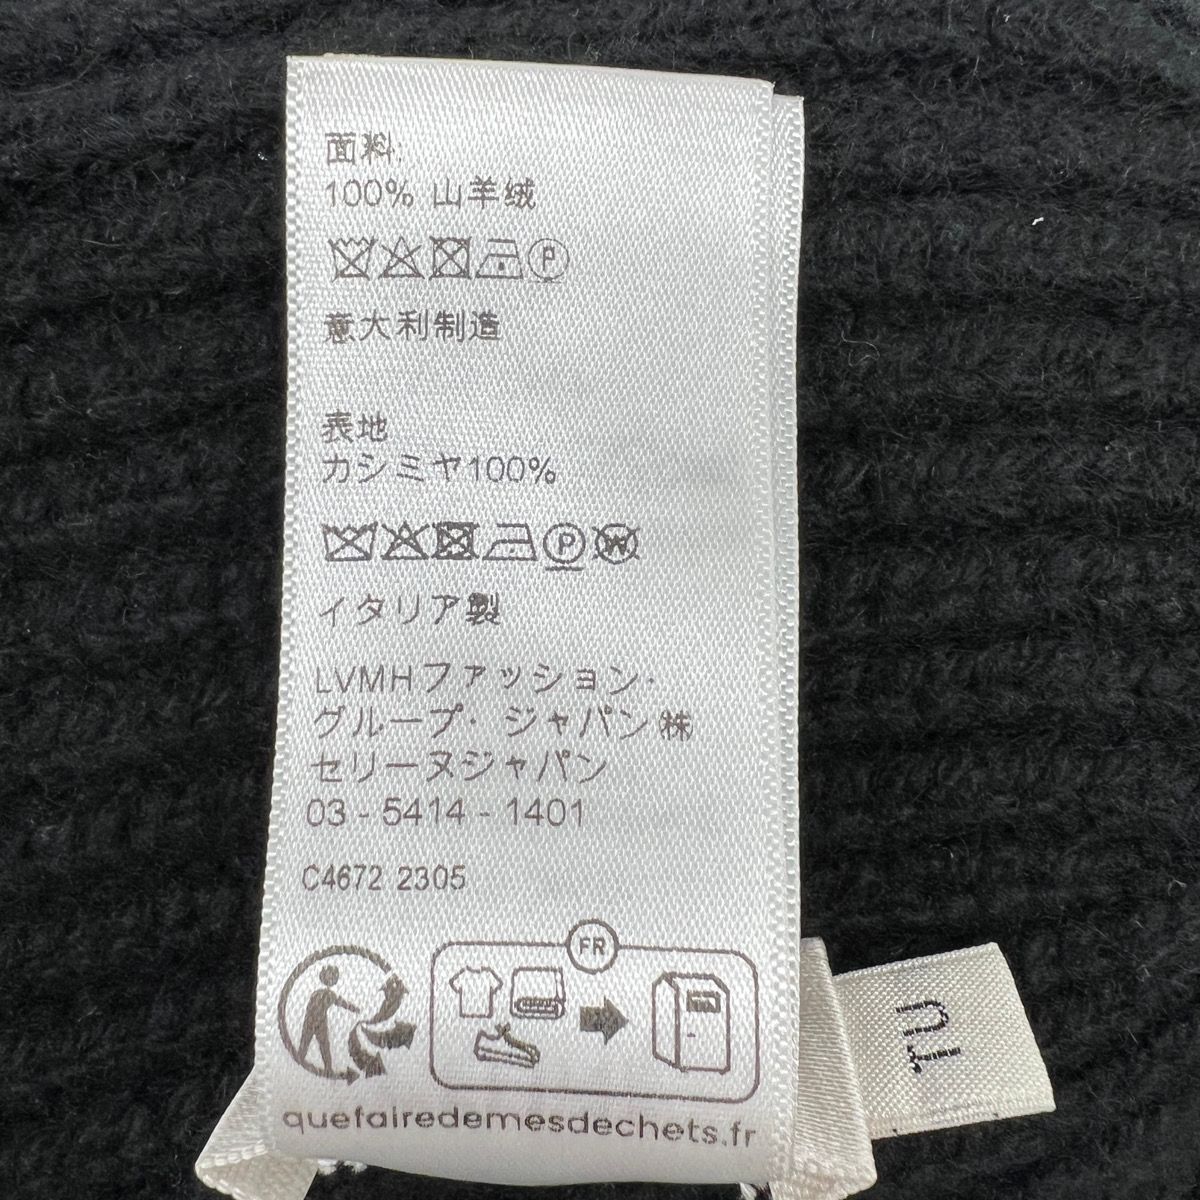 面料:
100% 山羊绒
P
意大利制造
表地
カシミヤ100%
P W
イタリア製
LVMHファッション・
グループ・ジャパン㈱
セリーヌジャパン
03 - 5414 - 1401
C4672 2305
FR
quefairedemesdechets.fr
TU